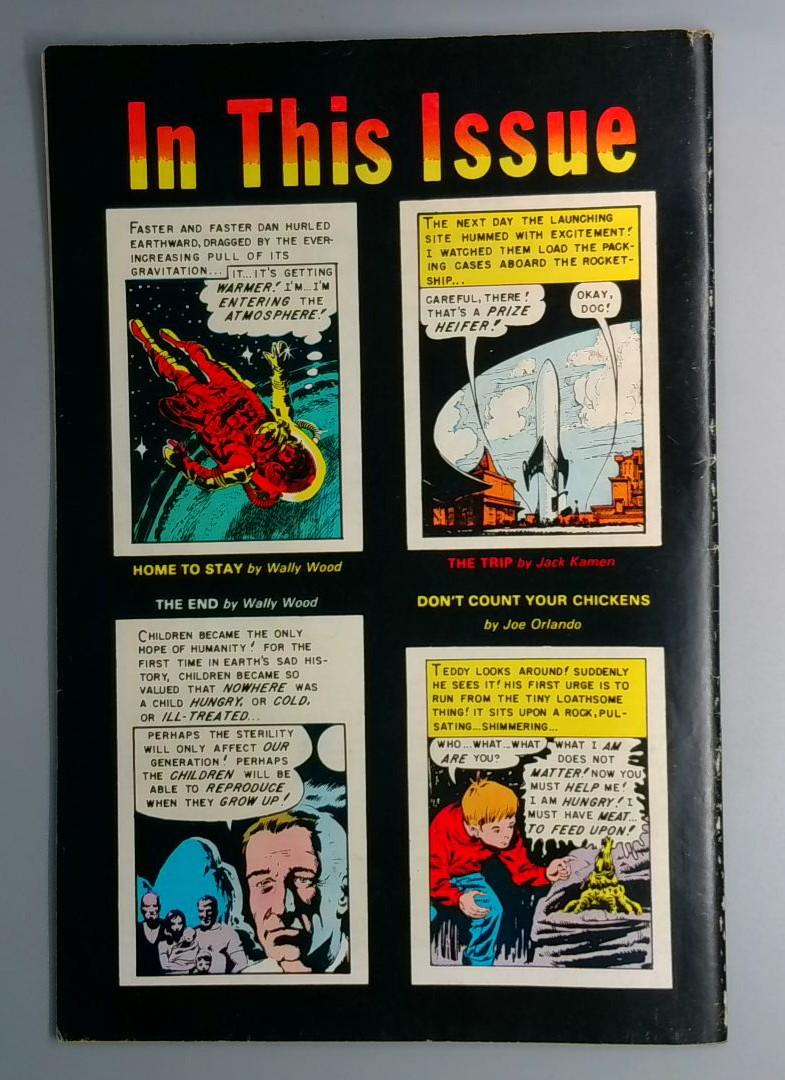 In This Issue
FASTER AND FASTER DAN HURLED
EARTHWARD, DRAGGED BY THE EVER-
INCREASING PULL OF ITS
GRAVITATION...
IT...IT'S GETTING
WARMER! I'M...I'M
ENTERING THE
ATMOSPHERE!
HOME TO STAY by Wally Wood
THE NEXT DAY THE LAUNCHING
SITE HUMMED WITH EXCITEMENT!
I WATCHED THEM LOAD THE PACK-
ING CASES ABOARD THE ROCKET-
SHIP...
CAREFUL, THERE!
THAT'S A PRIZE
HEIFER!
OKAY,
DOC!
THE TRIP by Jack Kamen
THE END by Wally Wood
CHILDREN BECAME THE ONLY
HOPE OF HUMANITY! FOR THE
FIRST TIME IN EARTH'S SAD HIS-
TORY, CHILDREN BECAME SO
VALUED THAT NOWHERE WAS
A CHILD HUNGRY, OR COLD,
OR ILL-TREATED...
PERHAPS THE STERILITY
WILL ONLY AFFECT OUR
GENERATION! PERHAPS
THE CHILDREN WILL BE
ABLE TO REPRODUCE
WHEN THEY GROW UP!
DON'T COUNT YOUR CHICKENS
by Joe Orlando
TEDDY LOOKS AROUND! SUDDENLY
HE SEES IT! HIS FIRST URGE IS TO
RUN FROM THE TINY LOATHSOME
THING! IT SITS UPON A ROCK, PUL-
SATING...SHIMMERING...
WHO...WHAT...WHAT
ARE YOU?
WHAT I AM
DOES NOT
MATTER! NOW YOU
MUST HELP ME!
I AM HUNGRY! I
MUST HAVE MEAT...
TO FEED UPON!